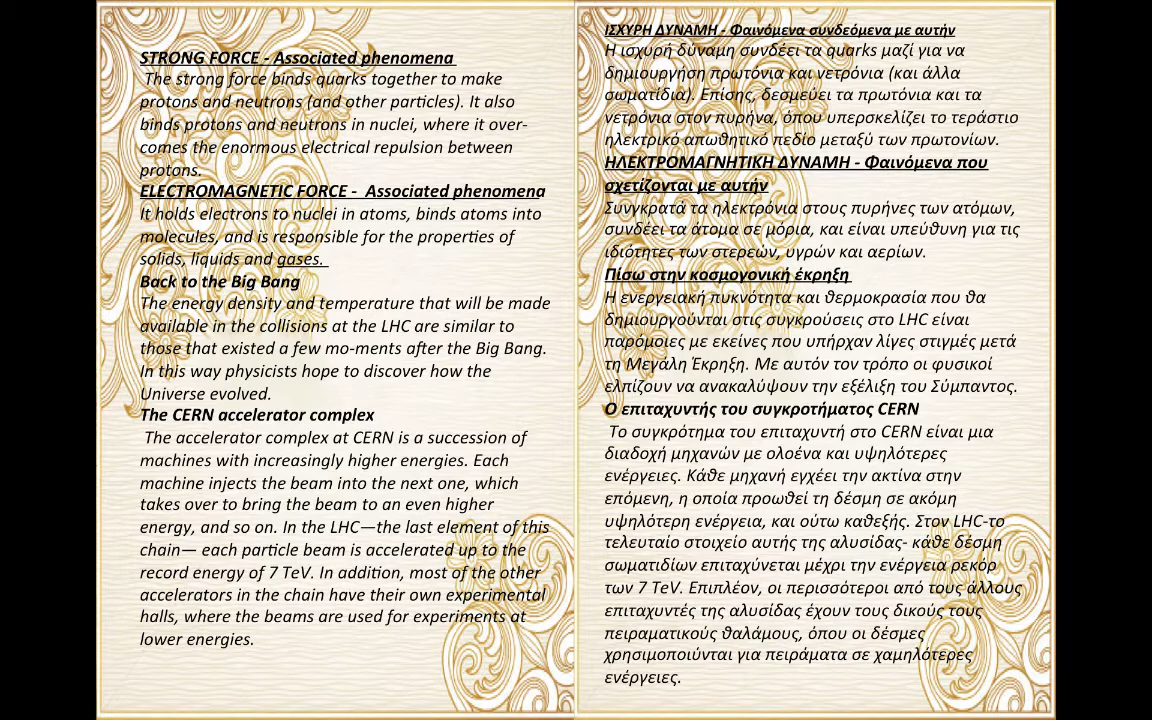 STRONG FORCE - Associated phenomena
The strong force binds quarks together to make
protons and neutrons (and other particles). It also
binds protons and neutrons in nuclei, where it over-
comes the enormous electrical repulsion between
protons.
ELECTROMAGNETIC FORCE - Associated phenomena
It holds electrons to nuclei in atoms, binds atoms into
molecules, and is responsible for the properties of
solids, liquids and gases.
Back to the Big Bang
The energy density and temperature that will be made
available in the collisions at the LHC are similar to
those that existed a few mo-ments after the Big Bang.
In this way physicists hope to discover how the
Universe evolved.
The CERN accelerator complex
The accelerator complex at CERN is a succession of
machines with increasingly higher energies. Each
machine injects the beam into the next one, which
takes over to bring the beam to an even higher
energy, and so on. In the LHC—the last element of this
chain— each particle beam is accelerated up to the
record energy of 7 TeV. In addition, most of the other
accelerators in the chain have their own experimental
halls, where the beams are used for experiments at
lower energies.
ΙΣΧΥΡΗ ΔΥΝΑΜΗ - Φαινόμενα συνδεόμενα με αυτήν
Η ισχυρή δύναμη συνδέει τα quarks μαζί για να
δημιουργήση πρωτόνια και νετρόνια (και άλλα
σωματίδια). Επίσης, δεσμεύει τα πρωτόνια και τα
νετρόνια στον πυρήνα, όπου υπερσκελίζει το τεράστιο
ηλεκτρικό απωθητικό πεδίο μεταξύ των πρωτονίων.
ΗΛΕΚΤΡΟΜΑΓΝΗΤΙΚΗ ΔΥΝΑΜΗ - Φαινόμενα που
σχετίζονται με αυτήν
Συνγκρατά τα ηλεκτρόνια στους πυρήνες των ατόμων,
συνδέει τα άτομα σε μόρια, και είναι υπεύθυνη για τις
ιδιότητες των στερεών, υγρών και αερίων.
Πίσω στην κοσμογονική έκρηξη
Η ενεργειακή πυκνότητα και θερμοκρασία που θα
δημιουργούνται στις συγκρούσεις στο LHC είναι
παρόμοιες με εκείνες που υπήρχαν λίγες στιγμές μετά
τη Μεγάλη Έκρηξη. Με αυτόν τον τρόπο οι φυσικοί
ελπίζουν να ανακαλύψουν την εξέλιξη του Σύμπαντος.
Ο επιταχυντής του συγκροτήματος CERN
Το συγκρότημα του επιταχυντή στο CERN είναι μια
διαδοχή μηχανών με ολοένα και υψηλότερες
ενέργειες. Κάθε μηχανή εγχέει την ακτίνα στην
επόμενη, η οποία προωθεί τη δέσμη σε ακόμη
υψηλότερη ενέργεια, και ούτω καθεξής. Στον LHC-το
τελευταίο στοιχείο αυτής της αλυσίδας- κάθε δέσμη
σωματιδίων επιταχύνεται μέχρι την ενέργεια ρεκόρ
των 7 TeV. Επιπλέον, οι περισσότεροι από τους άλλους
επιταχυντές της αλυσίδας έχουν τους δικούς τους
πειραματικούς θαλάμους, όπου οι δέσμες
χρησιμοποιύνται για πειράματα σε χαμηλότερες
ενέργειες.